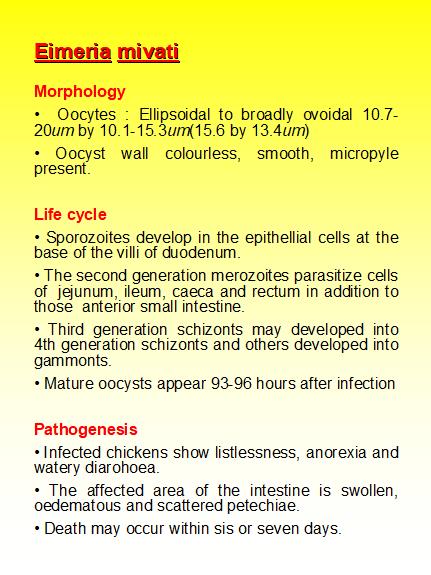 Eimeria mivati
Morphology
• Oocytes : Ellipsoidal to broadly ovoidal 10.7-
20um by 10.1-15.3um(15.6 by 13.4um)
• Oocyst wall colourless, smooth, micropyle
present.
Life cycle
• Sporozoites develop in the epithellial cells at the
base of the villi of duodenum.
• The second generation merozoites parasitize cells
of jejunum, ileum, caeca and rectum in addition to
those anterior small intestine.
• Third generation schizonts may developed into
4th generation schizonts and others developed into
gammonts.
• Mature oocysts appear 93-96 hours after infection
Pathogenesis
• Infected chickens show listlessness, anorexia and
watery diarohoea.
• The affected area of the intestine is swollen,
oedematous and scattered petechiae.
• Death may occur within sis or seven days.